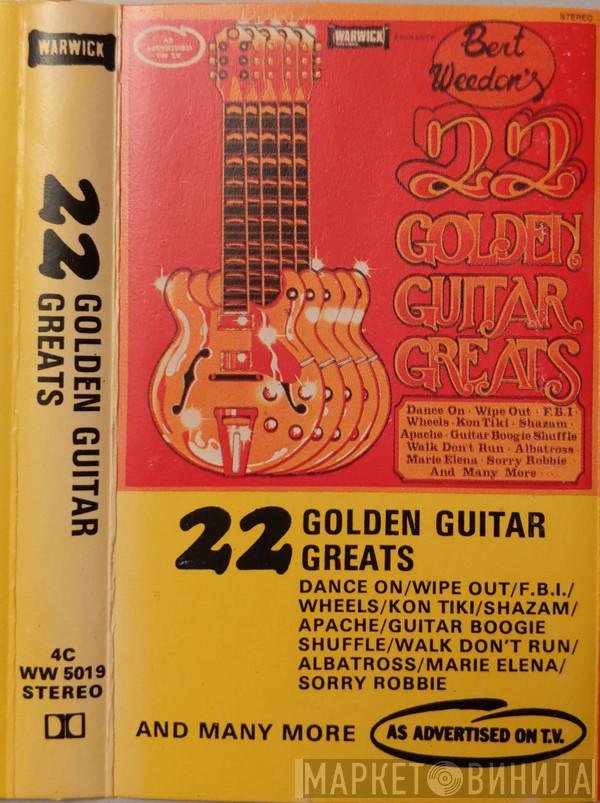 WARWICK
22 GOLDEN GUITAR
GREATS
4C
WW 5019
STEREO
STEREO
AS ADVERTISED
ON T.V.
WARWICK
PRESENTS
Bert
Weedon's
22
GOLDEN
GUITAR
GREATS
Dance On · Wipe Out · F.B.I
Wheels · Kon Tiki · Shazam ·
Apache · Guitar Boogie Shuffle
Walk Don't Run · Albatross ·
Marie Elena · Sorry Robbie
And Many More · · ·
22 GOLDEN GUITAR
GREATS
DANCE ON/WIPE OUT/F.B.I./
WHEELS/KON TIKI/SHAZAM/
APACHE/GUITAR BOOGIE
SHUFFLE/WALK DON'T RUN/
ALBATROSS/MARIE ELENA/
SORRY ROBBIE
AND MANY MORE
AS ADVERTISED ON T.V.
МАРКЕТ ВИНИЛА